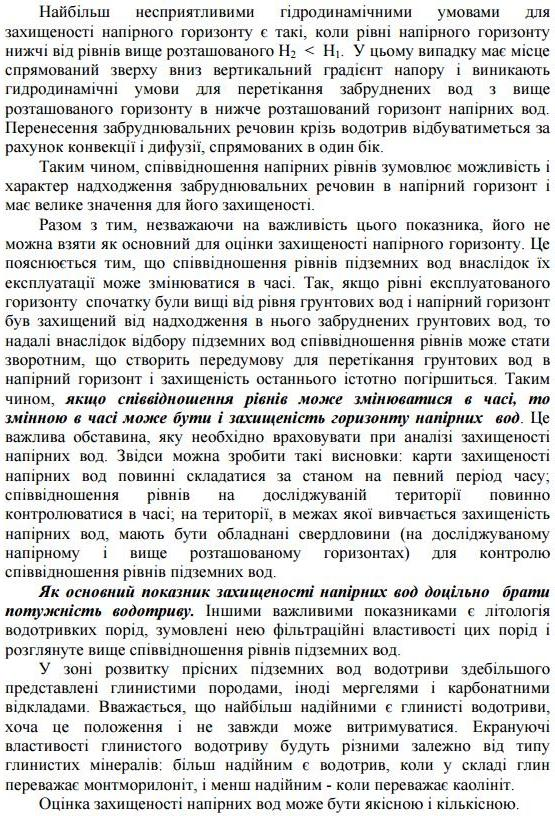 Найбільш несприятливими гідродинамічними умовами для
захищеності напірного горизонту є такі, коли рівні напірного горизонту
нижчі від рівнів вище розташованого H₂ < H₁. У цьому випадку має місце
спрямований зверху вниз вертикальний градієнт напору і виникають
гидродинамічні умови для перетікання забруднених вод з вище
розташованого горизонту в нижче розташований горизонт напірних вод.
Перенесення забруднювальних речовин крізь водотрив відбуватиметься за
рахунок конвекції і дифузії, спрямованих в один бік.
Таким чином, співвідношення напірних рівнів зумовлює можливість і
характер надходження забруднювальних речовин в напірний горизонт і
має велике значення для його захищеності.
Разом з тим, незважаючи на важливість цього показника, його не
можна взяти як основний для оцінки захищеності напірного горизонту. Це
пояснюється тим, що співвідношення рівнів підземних вод внаслідок їх
експлуатації може змінюватися в часі. Так, якщо рівні експлуатованого
горизонту спочатку були вищі від рівня грунтових вод і напірний горизонт
був захищений від надходження в нього забруднених грунтових вод, то
надалі внаслідок відбору підземних вод співвідношення рівнів може стати
зворотним, що створить передумову для перетікання грунтових вод в
напірний горизонт і захищеність останнього істотно погіршиться. Таким
чином, якщо співвідношення рівнів може змінюватися в часі, то
змінною в часі може бути і захищеність горизонту напірних вод. Це
важлива обставина, яку необхідно враховувати при аналізі захищеності
напірних вод. Звідси можна зробити такі висновки: карти захищеності
напірних вод повинні складатися за станом на певний період часу;
співвідношення рівнів на досліджуваній території повинно
контролюватися в часі; на території, в межах якої вивчається захищеність
напірних вод, мають бути обладнані свердловини (на досліджуваному
напірному і вище розташованому горизонтах) для контролю
співвідношення рівнів підземних вод.
Як основний показник захищеності напірних вод доцільно брати
потужність водотриву. Іншими важливими показниками є літологія
водотривких порід, зумовлені нею фільтраційні властивості цих порід і
розглянуте вище співвідношення рівнів підземних вод.
У зоні розвитку прісних підземних вод водотриви здебільшого
представлені глинистими породами, іноді мергелями і карбонатними
відкладами. Вважається, що найбільш надійними є глинисті водотриви,
хоча це положення і не завжди може витримуватися. Екрануючі
властивості глинистого водотриву будуть різними залежно від типу
глинистих мінералів: більш надійним є водотрив, коли у складі глин
переважає монтморилоніт, і менш надійним - коли переважає каолініт.
Оцінка захищеності напірних вод може бути якісною і кількісною.